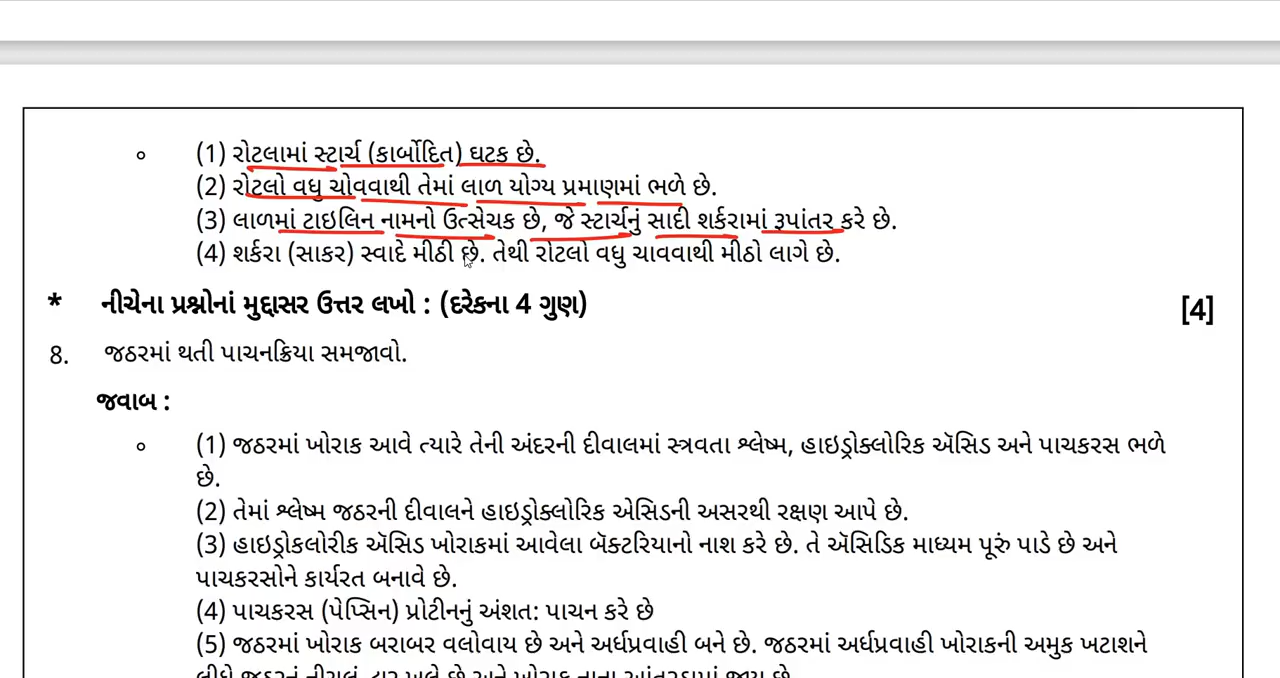 (1) રોટલામાં સ્ટાર્ચ (કાર્બોદિત) ઘટક છે.
(2) રોટલો વધુ ચોવવાથી તેમાં લાળ યોગ્ય પ્રમાણમાં ભળે છે.
(3) લાળમાં ટાઇલિન નામનો ઉત્સેચક છે, જે સ્ટાર્ચનું સાદી શર્કરામાં રૂપાંતર કરે છે.
(4) શર્કરા (સાકર) સ્વાદે મીઠી છે. તેથી રોટલો વધુ ચાવવાથી મીઠો લાગે છે.
* નીચેના પ્રશ્નોનાં મુદ્દાસર ઉત્તર લખો : (દરેકના 4 ગુણ) [4]
8. જઠરમાં થતી પાચનક્રિયા સમજાવો.
જવાબ :
(1) જઠરમાં ખોરાક આવે ત્યારે તેની અંદરની દીવાલમાં સ્ત્રવતા શ્લેષ્મ, હાઇડ્રોક્લોરિક ઍસિડ અને પાચકરસ ભળે
છે.
(2) તેમાં શ્લેષ્મ જઠરની દીવાલને હાઇડ્રોક્લોરિક એસિડની અસરથી રક્ષણ આપે છે.
(3) હાઇડ્રોકલોરીક ઍસિડ ખોરાકમાં આવેલા બૅક્ટરિયાનો નાશ કરે છે. તે ઍસિડિક માધ્યમ પૂરું પાડે છે અને
પાચકરસોને કાર્યરત બનાવે છે.
(4) પાચકરસ (પેપ્સિન) પ્રોટીનનું અંશત: પાચન કરે છે
(5) જઠરમાં ખોરાક બરાબર વલોવાય છે અને અર્ધપ્રવાહી બને છે. જઠરમાં અર્ધપ્રવાહી ખોરાકની અમુક ખટાશને
લીધે જઠરનું નીચલું દ્વાર ખૂલે છે અને ખોરાક નાના આંતરડામાં જાય છે.